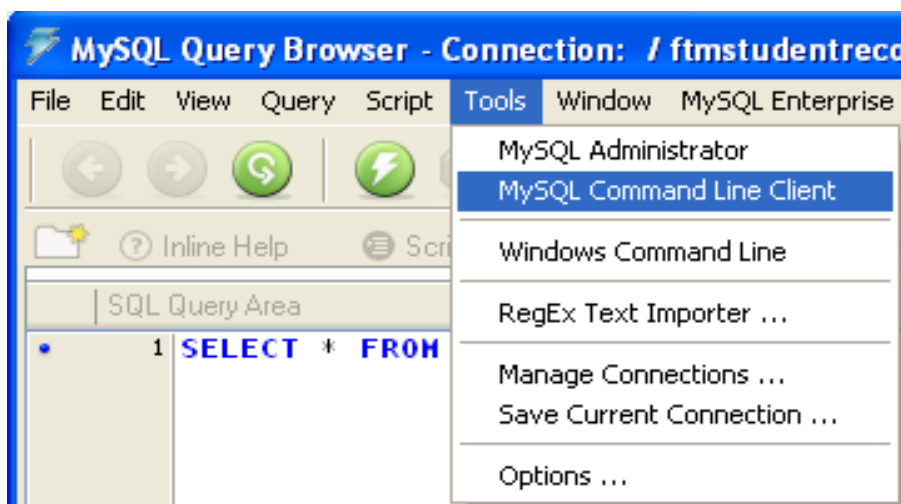 MySQL Query Browser - Connection: / ftmstudentreco
File Edit View Query Script Tools Window MySQL Enterprise
MySQL Administrator
MySQL Command Line Client
Windows Command Line
RegEx Text Importer ...
Manage Connections ...
Save Current Connection ...
Options ...
Inline Help Scri
SQL Query Area
1 SELECT * FROM